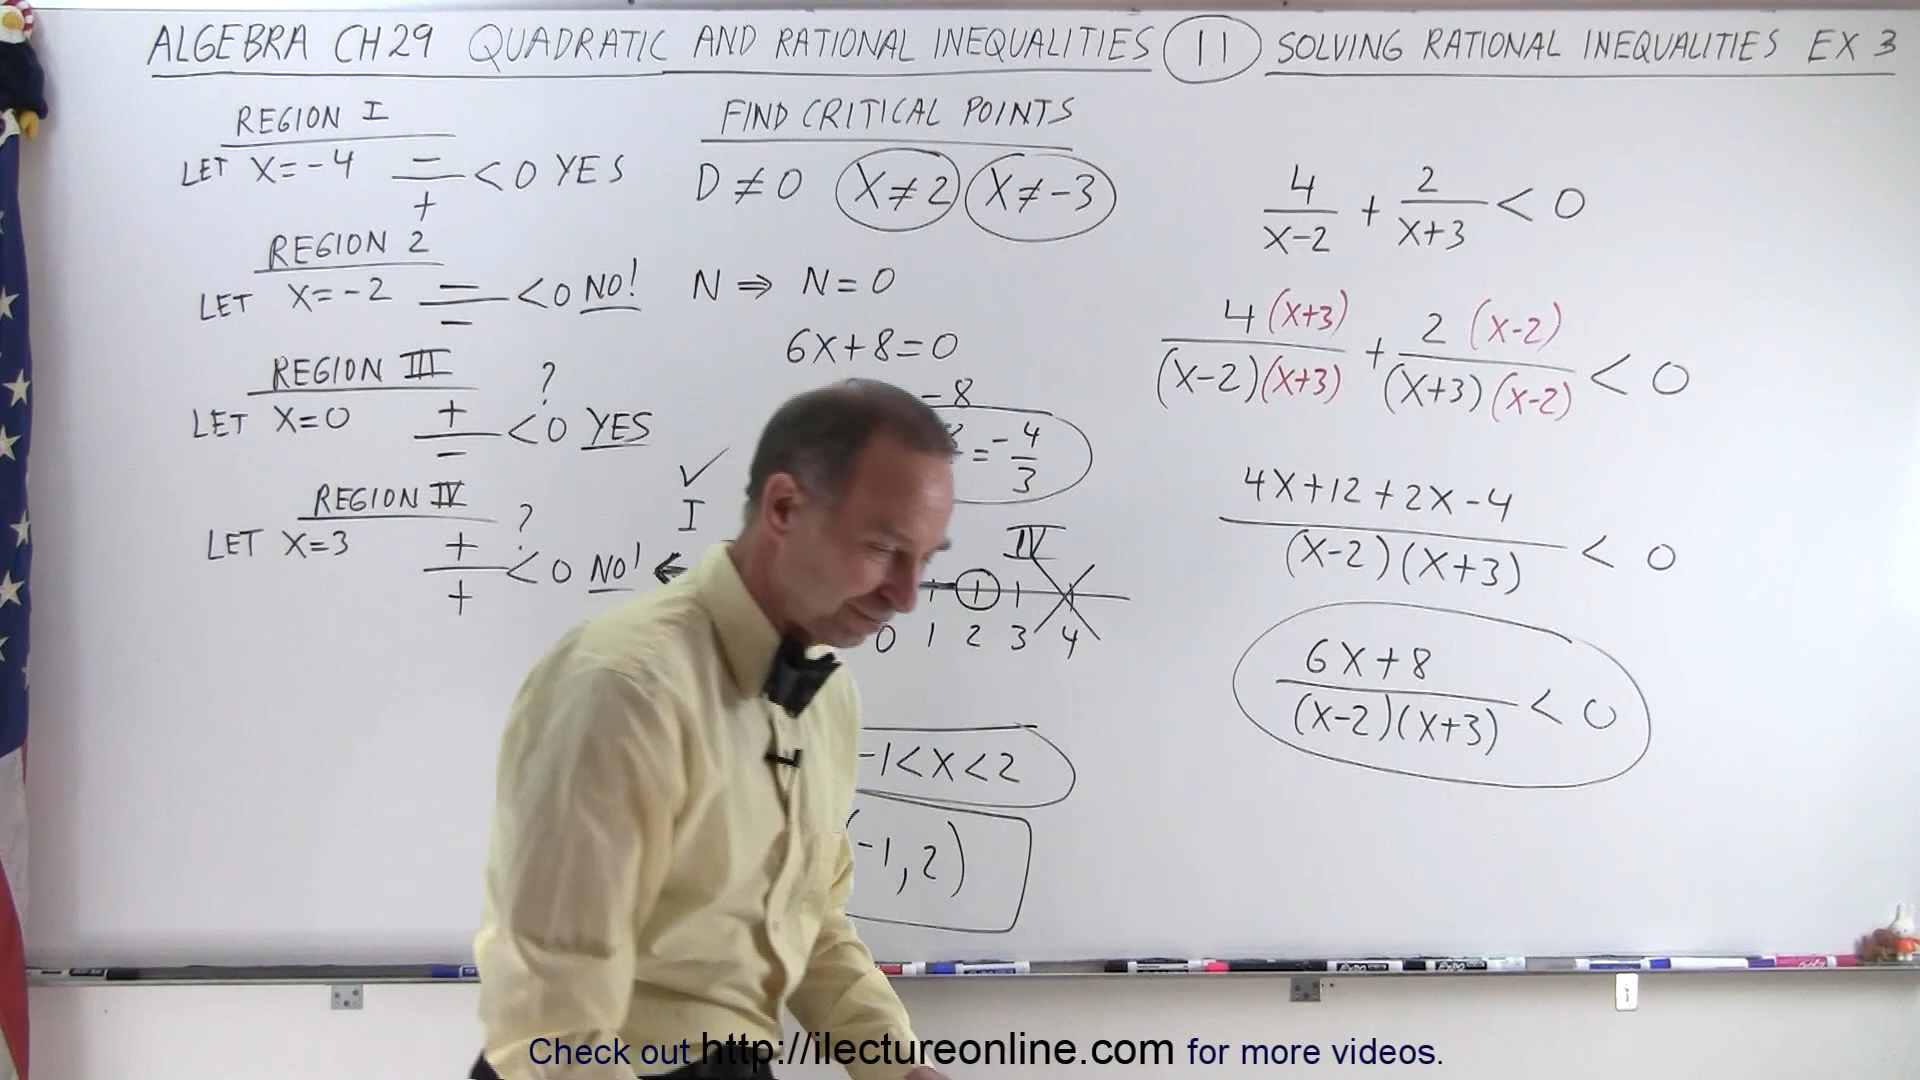 ALGEBRA CH 29 QUADRATIC AND RATIONAL INEQUALITIES 11 SOLVING RATIONAL INEQUALITIES EX 3
REGION I
LET X=-4 −/+ <0 YES
REGION 2
LET X=-2 −/− <0 NO!
REGION III
LET X=0 +/− <0 YES
?
REGION IV
LET X=3 +/+ <0 NO!
?
FIND CRITICAL POINTS
D≠0 X≠2 X≠-3
N ⇒ N=0
6X+8=0
-8
= -4/3
✓
I IV
0 1 2 3 4
-1<X<2
(-1,2)
4/(X-2) + 2/(X+3) < 0
4(X+3)/((X-2)(X+3)) + 2(X-2)/((X+3)(X-2)) < 0
(4X+12+2X-4)/((X-2)(X+3)) < 0
(6X+8)/((X-2)(X+3)) < 0
Check out http://ilectureonline.com for more videos.